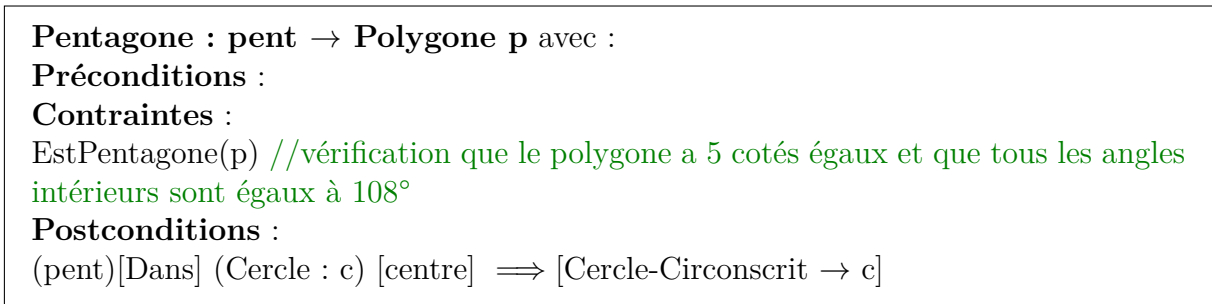 Pentagone : pent → Polygone p avec :
Préconditions :
Contraintes :
EstPentagone(p) //vérification que le polygone a 5 cotés égaux et que tous les angles
intérieurs sont égaux à 108°
Postconditions :
(pent)[Dans] (Cercle : c) [centre] ⟹ [Cercle-Circonscrit → c]